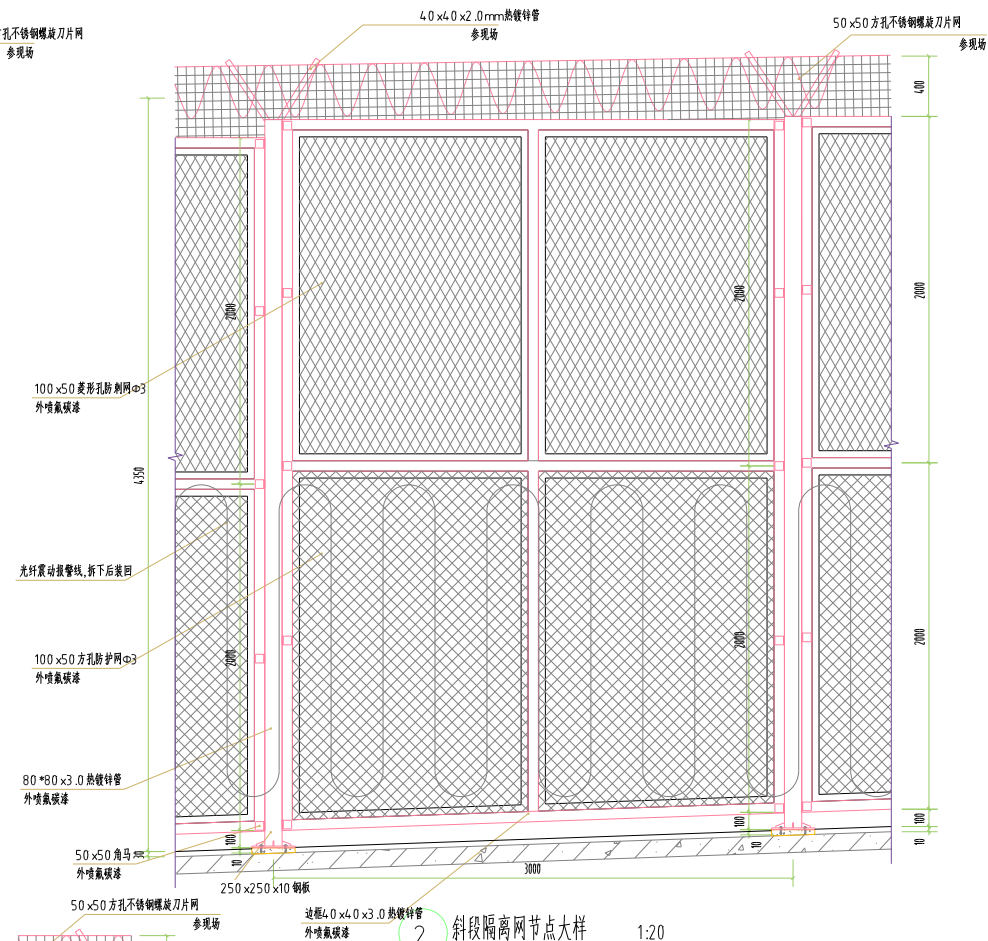 孔不锈钢螺旋刀片网
参现场
40x40x2.0mm热镀锌管
参现场
50x50方孔不锈钢螺旋刀片网
参现场
400
2000
2000
2000
100x50菱形孔防刺网Φ3
外喷氟碳漆
4350
光纤震动报警线,拆下后装回
2000
2000
2000
100x50方孔防护网Φ3
外喷氟碳漆
80*80x3.0热镀锌管
外喷氟碳漆
100
100
100
50x50角马
外喷氟碳漆
10
10
10
3000
250x250x10钢板
50x50方孔不锈钢螺旋刀片网
参现场
边框40x40x3.0热镀锌管
外喷氟碳漆
2
斜段隔离网节点大样
1:20